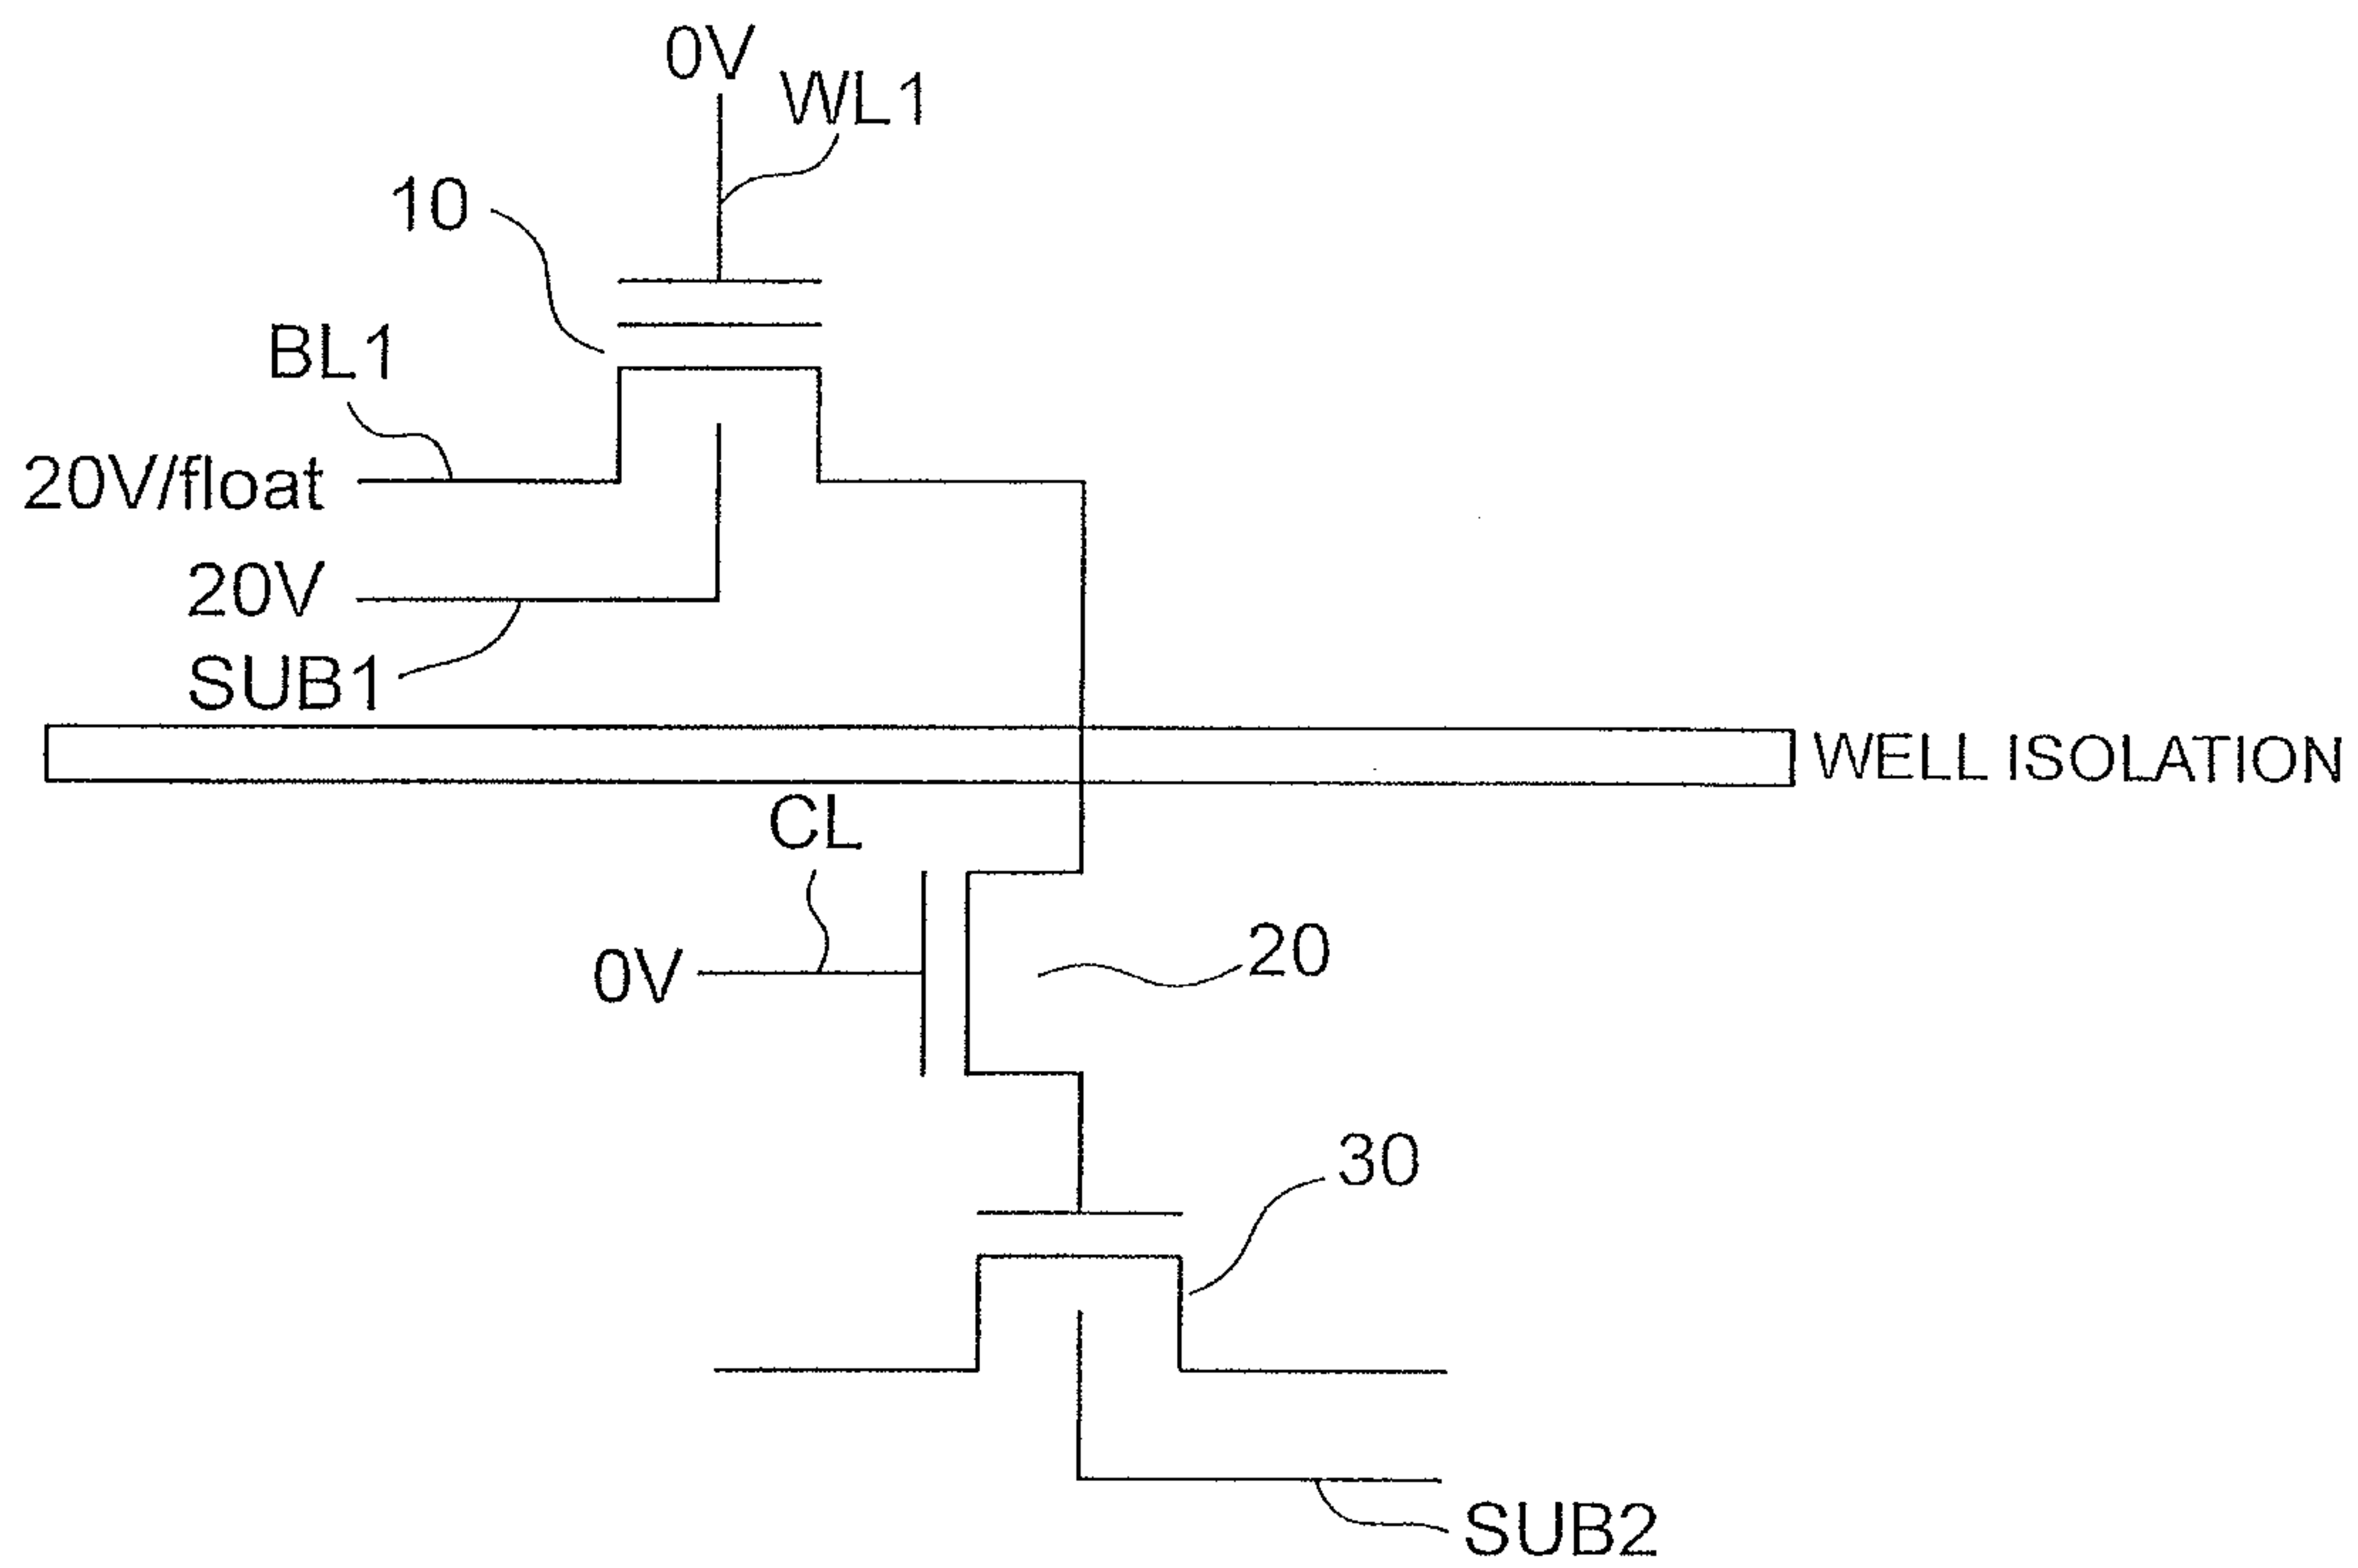 0V
WL1
10
BL1
20V/float
20V
SUB1
WELL ISOLATION
CL
0V
20
30
SUB2